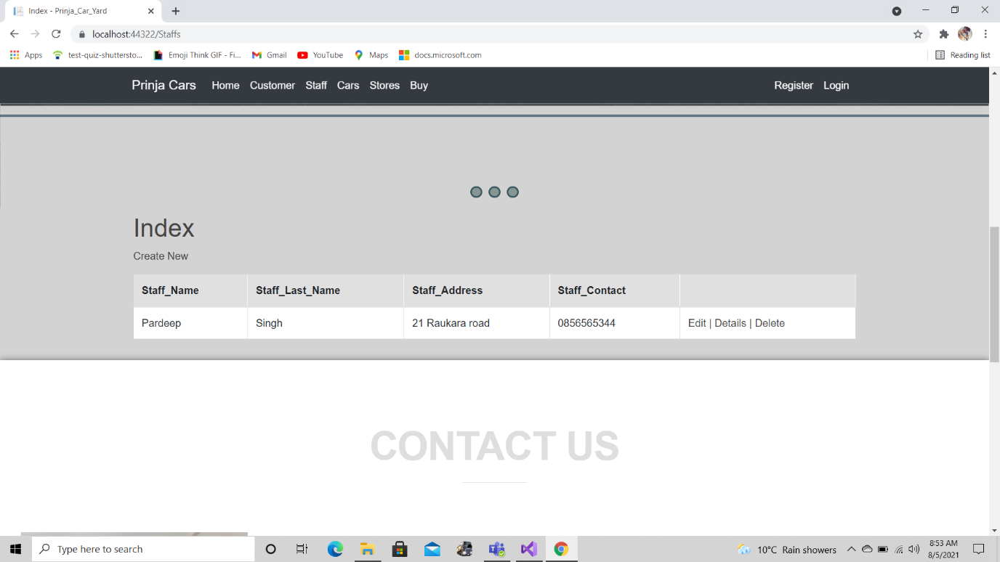 Index - Prinja_Car_Yard
localhost:44322/Staffs
Apps test-quiz-shuttersto... Emoji Think GIF - Fi... Gmail YouTube Maps docs.microsoft.com Reading list
Prinja Cars Home Customer Staff Cars Stores Buy Register Login
Index
Create New
Staff_Name Staff_Last_Name Staff_Address Staff_Contact
Pardeep Singh 21 Raukara road 0856565344 Edit | Details | Delete
CONTACT US
Type here to search 10°C Rain showers 8:53 AM
8/5/2021